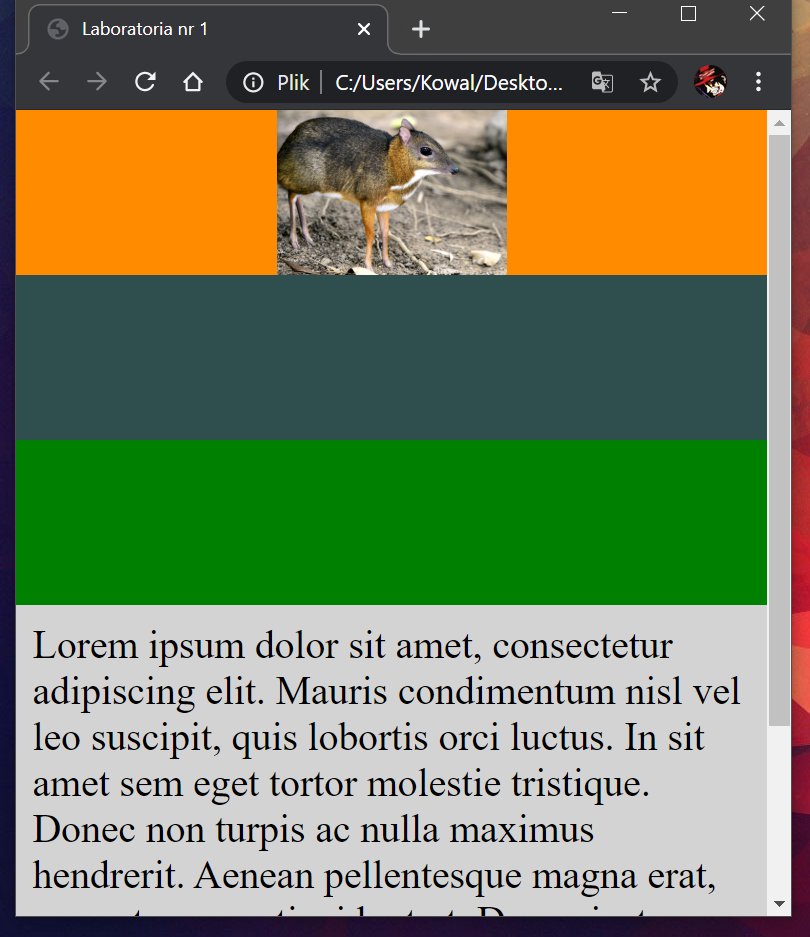 Laboratoria nr 1
Plik
C:/Users/Kowal/Deskto...
Lorem ipsum dolor sit amet, consectetur
adipiscing elit. Mauris condimentum nisl vel
leo suscipit, quis lobortis orci luctus. In sit
amet sem eget tortor molestie tristique.
Donec non turpis ac nulla maximus
hendrerit. Aenean pellentesque magna erat,